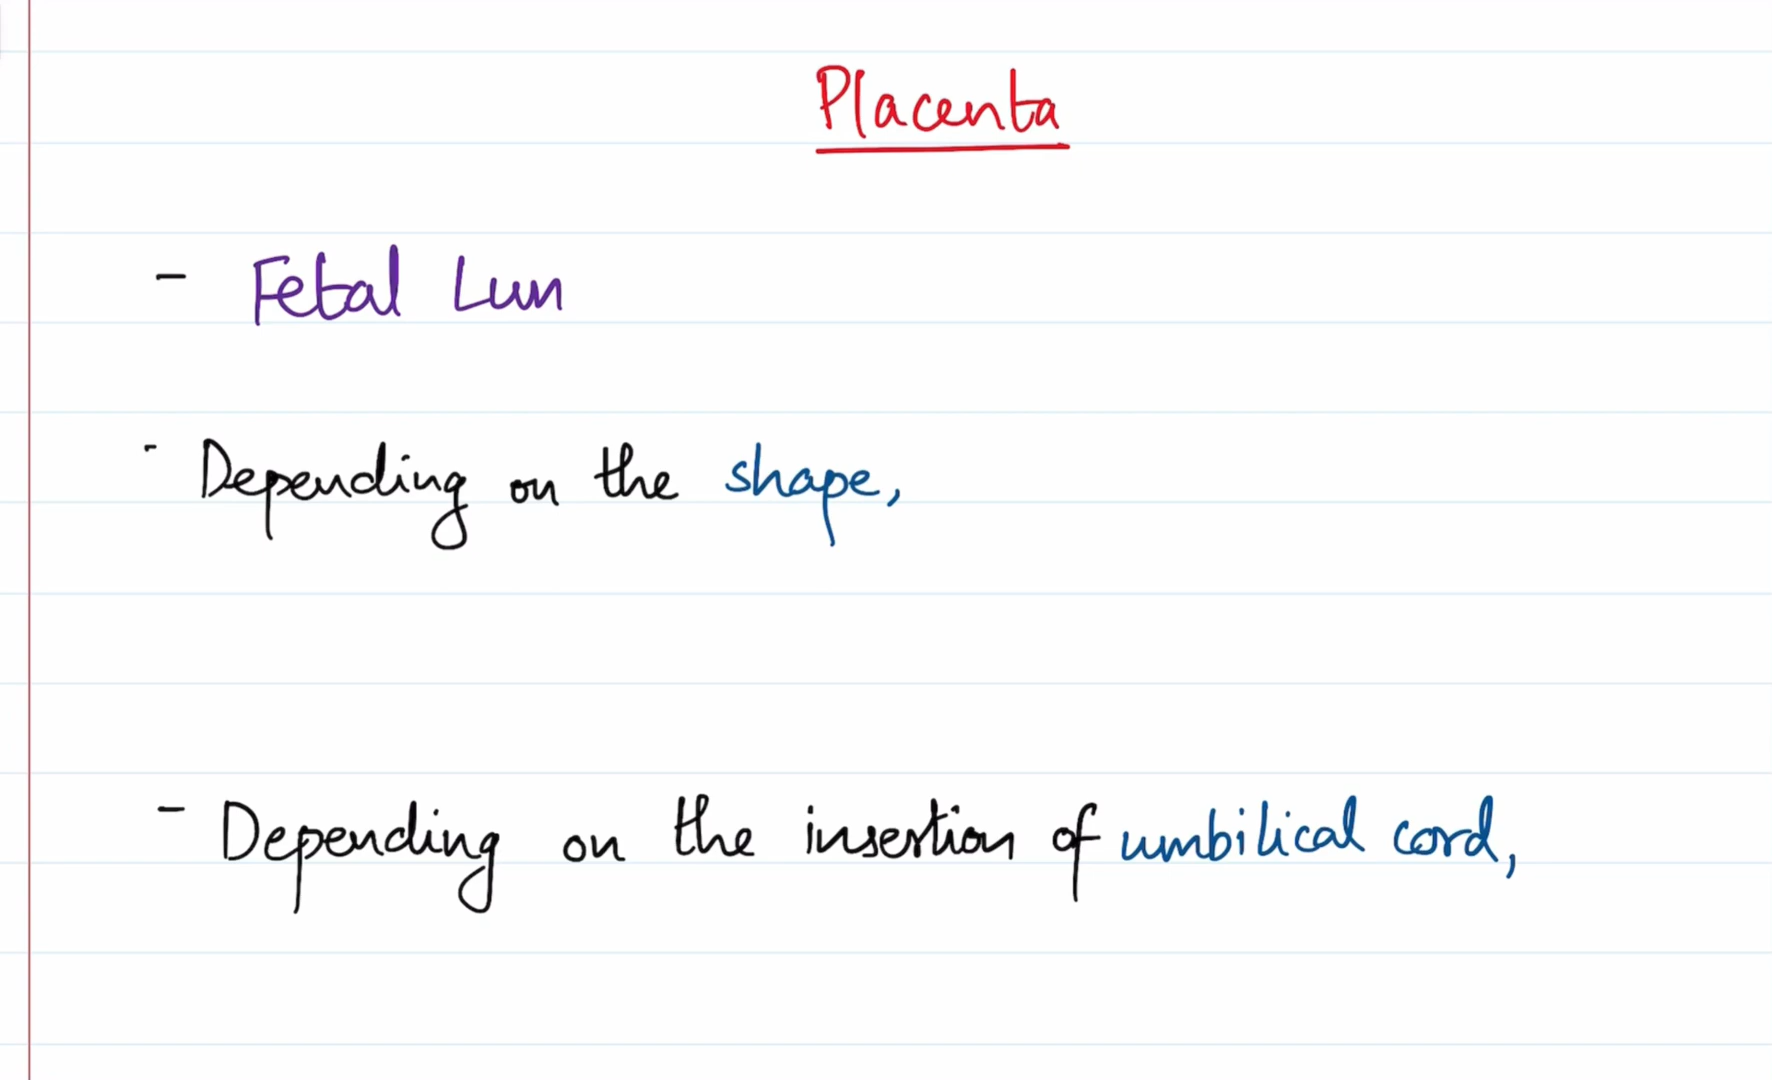 Placenta
- Fetal Lun
- Depending on the shape,
- Depending on the insertion of umbilical cord,